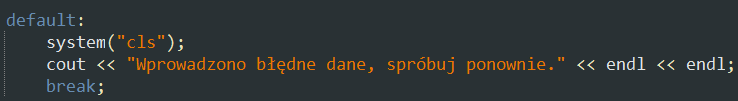 default:
system("cls");
cout << "Wprowadzono błędne dane, spróbuj ponownie." << endl << endl;
break;